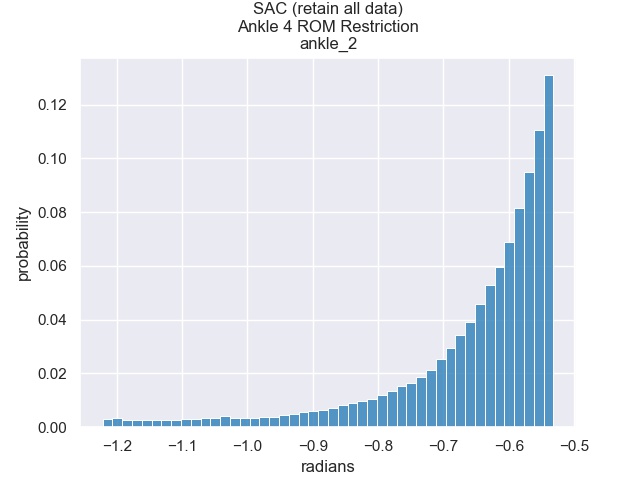 SAC (retain all data)
Ankle 4 ROM Restriction
ankle_2
0.12
0.10
0.08
0.06
0.04
0.02
0.00
probability
−1.2 −1.1 −1.0 −0.9 −0.8 −0.7 −0.6 −0.5
radians